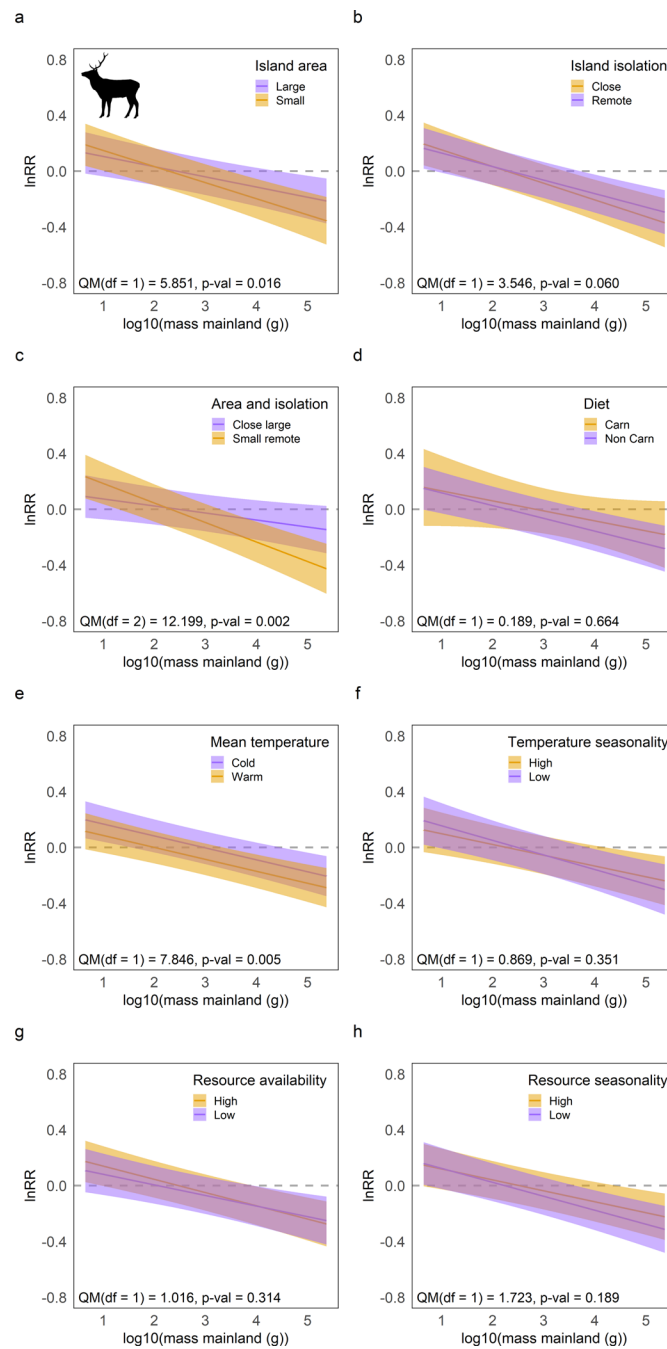 a
Island area
Large
Small
0.8
0.4
0.0
-0.4
-0.8
lnRR
QM(df = 1) = 5.851, p-val = 0.016
1 2 3 4 5
log10(mass mainland (g))
b
Island isolation
Close
Remote
0.8
0.4
0.0
-0.4
-0.8
lnRR
QM(df = 1) = 3.546, p-val = 0.060
1 2 3 4 5
log10(mass mainland (g))
c
Area and isolation
Close large
Small remote
0.8
0.4
0.0
-0.4
-0.8
lnRR
QM(df = 2) = 12.199, p-val = 0.002
1 2 3 4 5
log10(mass mainland (g))
d
Diet
Carn
Non Carn
0.8
0.4
0.0
-0.4
-0.8
lnRR
QM(df = 1) = 0.189, p-val = 0.664
1 2 3 4 5
log10(mass mainland (g))
e
Mean temperature
Cold
Warm
0.8
0.4
0.0
-0.4
-0.8
lnRR
QM(df = 1) = 7.846, p-val = 0.005
1 2 3 4 5
log10(mass mainland (g))
f
Temperature seasonality
High
Low
0.8
0.4
0.0
-0.4
-0.8
lnRR
QM(df = 1) = 0.869, p-val = 0.351
1 2 3 4 5
log10(mass mainland (g))
g
Resource availability
High
Low
0.8
0.4
0.0
-0.4
-0.8
lnRR
QM(df = 1) = 1.016, p-val = 0.314
1 2 3 4 5
log10(mass mainland (g))
h
Resource seasonality
High
Low
0.8
0.4
0.0
-0.4
-0.8
lnRR
QM(df = 1) = 1.723, p-val = 0.189
1 2 3 4 5
log10(mass mainland (g))